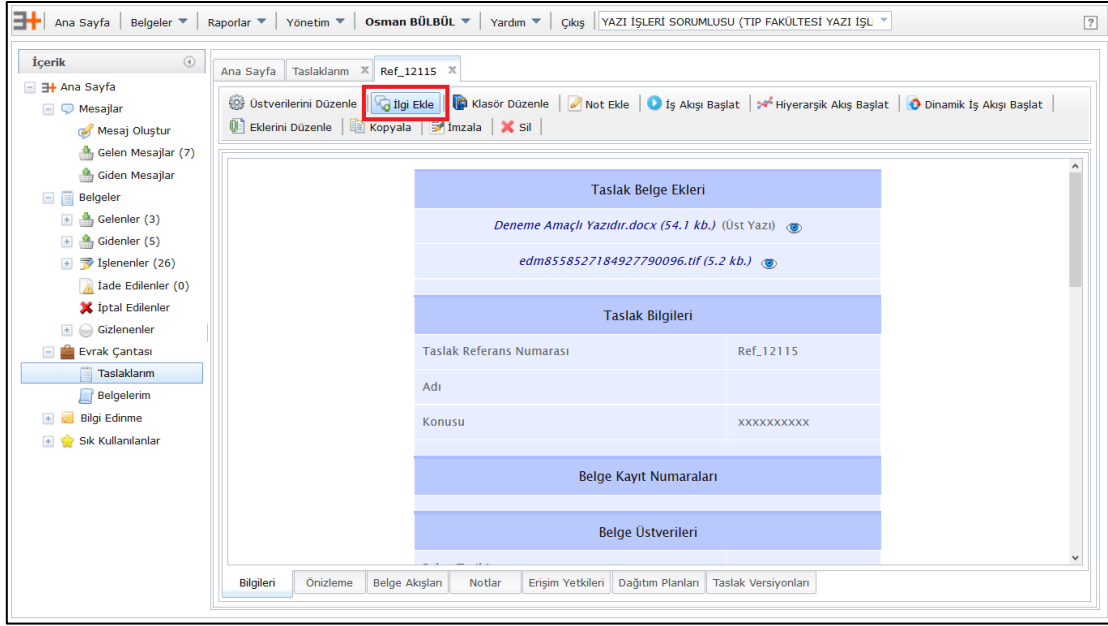 Ana Sayfa Belgeler Raporlar Yönetim Osman BÜLBÜL Yardım Çıkış YAZI İŞLERİ SORUMLUSU (TIP FAKÜLTESİ YAZI İŞL ?
İçerik
Ana Sayfa
Mesajlar
Mesaj Oluştur
Gelen Mesajlar (7)
Giden Mesajlar
Belgeler
Gelenler (3)
Gidenler (5)
İşlenenler (26)
İade Edilenler (0)
İptal Edilenler
Gizlenenler
Evrak Çantası
Taslaklarım
Belgelerim
Bilgi Edinme
Sık Kullanılanlar
Ana Sayfa Taslaklarım X Ref_12115 X
Üstverilerini Düzenle İlgi Ekle Klasör Düzenle Not Ekle İş Akışı Başlat Hiyerarşik Akış Başlat Dinamik İş Akışı Başlat
Eklerini Düzenle Kopyala İmzala Sil
Taslak Belge Ekleri
Deneme Amaçlı Yazıdır.docx (54.1 kb.) (Üst Yazı)
edm8558527184927790096.tif (5.2 kb.)
Taslak Bilgileri
Taslak Referans Numarası Ref_12115
Adı
Konusu xxxxxxxxxx
Belge Kayıt Numaraları
Belge Üstverileri
Bilgileri Önizleme Belge Akışları Notlar Erişim Yetkileri Dağıtım Planları Taslak Versiyonları